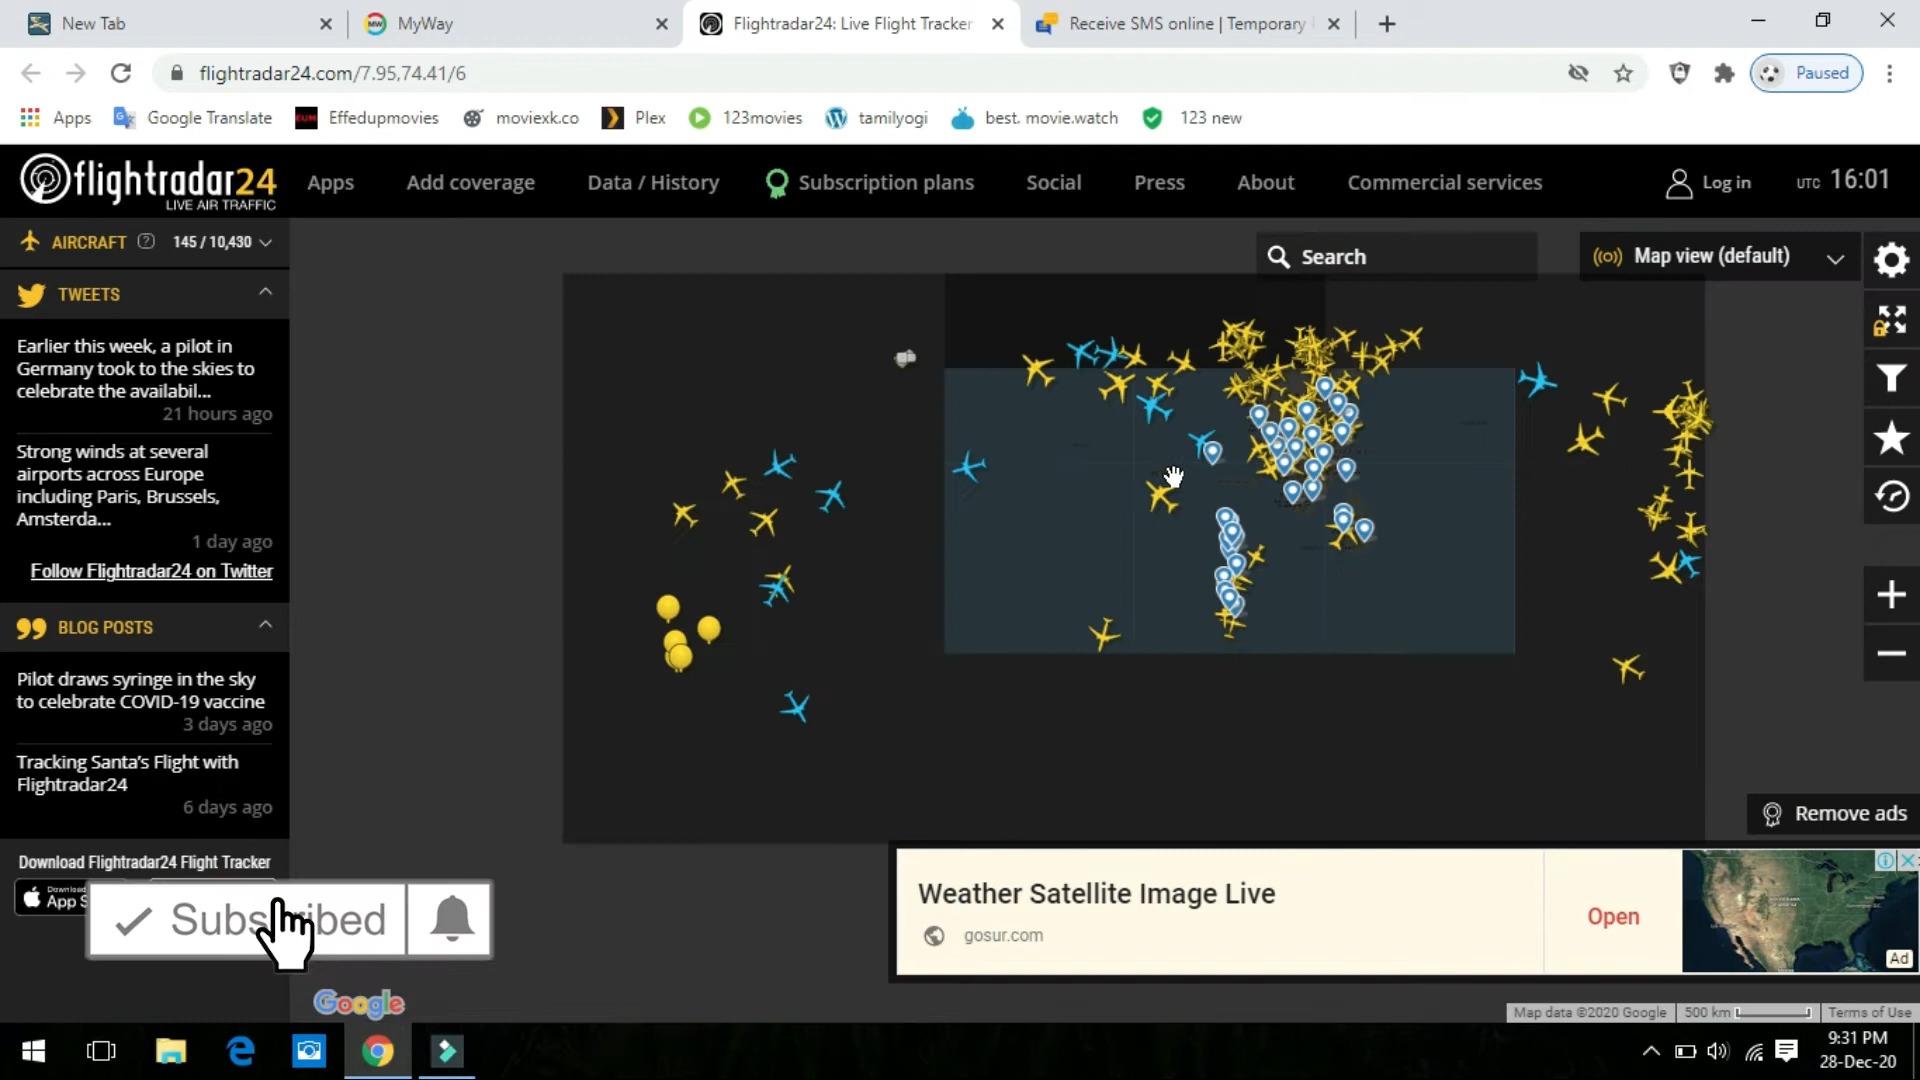 New Tab
MyWay
Flightradar24: Live Flight Tracker
Receive SMS online | Temporary
flightradar24.com/7.95,74.41/6
Paused
Apps
Google Translate
Effedupmovies
moviexk.co
Plex
123movies
tamilyogi
best. movie.watch
123 new
flightradar24
LIVE AIR TRAFFIC
Apps
Add coverage
Data / History
Subscription plans
Social
Press
About
Commercial services
Log in
UTC 16:01
AIRCRAFT ? 145 / 10,430
Search
Map view (default)
TWEETS
Earlier this week, a pilot in
Germany took to the skies to
celebrate the availabil...
21 hours ago
Strong winds at several
airports across Europe
including Paris, Brussels,
Amsterda...
1 day ago
Follow Flightradar24 on Twitter
BLOG POSTS
Pilot draws syringe in the sky
to celebrate COVID-19 vaccine
3 days ago
Tracking Santa's Flight with
Flightradar24
6 days ago
Remove ads
Download Flightradar24 Flight Tracker
App S
Subscribed
Weather Satellite Image Live
gosur.com
Open
Ad
Google
Map data ©2020 Google
500 km
Terms of Use
9:31 PM
28-Dec-20